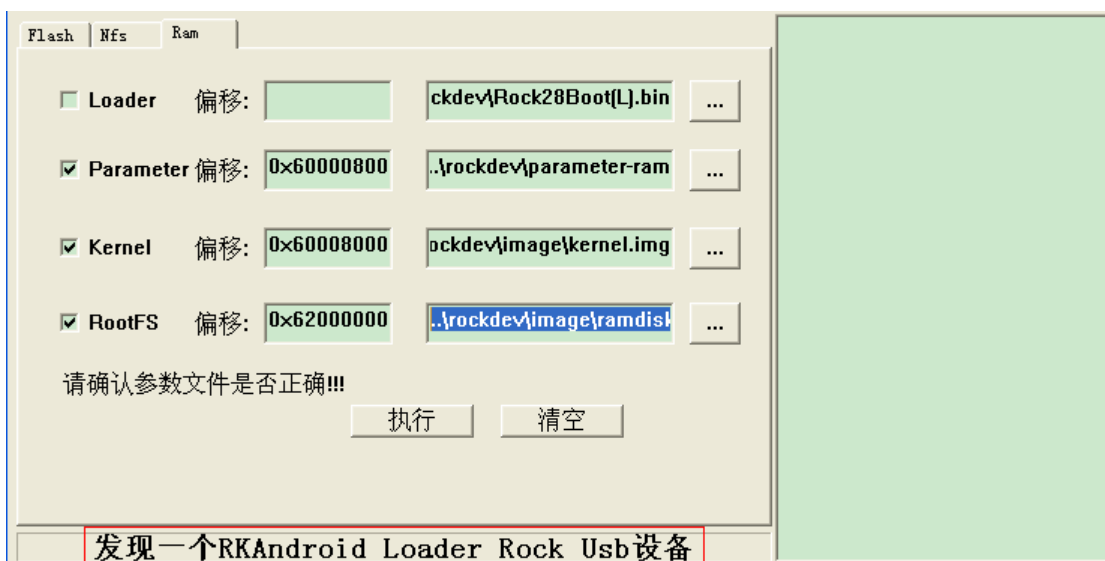 Flash Nfs Ram
Loader 偏移: ckdev\Rock28Boot(L).bin ...
Parameter 偏移: 0x60000800 ..\rockdev\parameter-ram ...
Kernel 偏移: 0x60008000 ockdev\image\kernel.img ...
RootFS 偏移: 0x62000000 ..\rockdev\image\ramdisk ...
请确认参数文件是否正确!!!
执行 清空
发现一个RKAndroid Loader Rock Usb设备